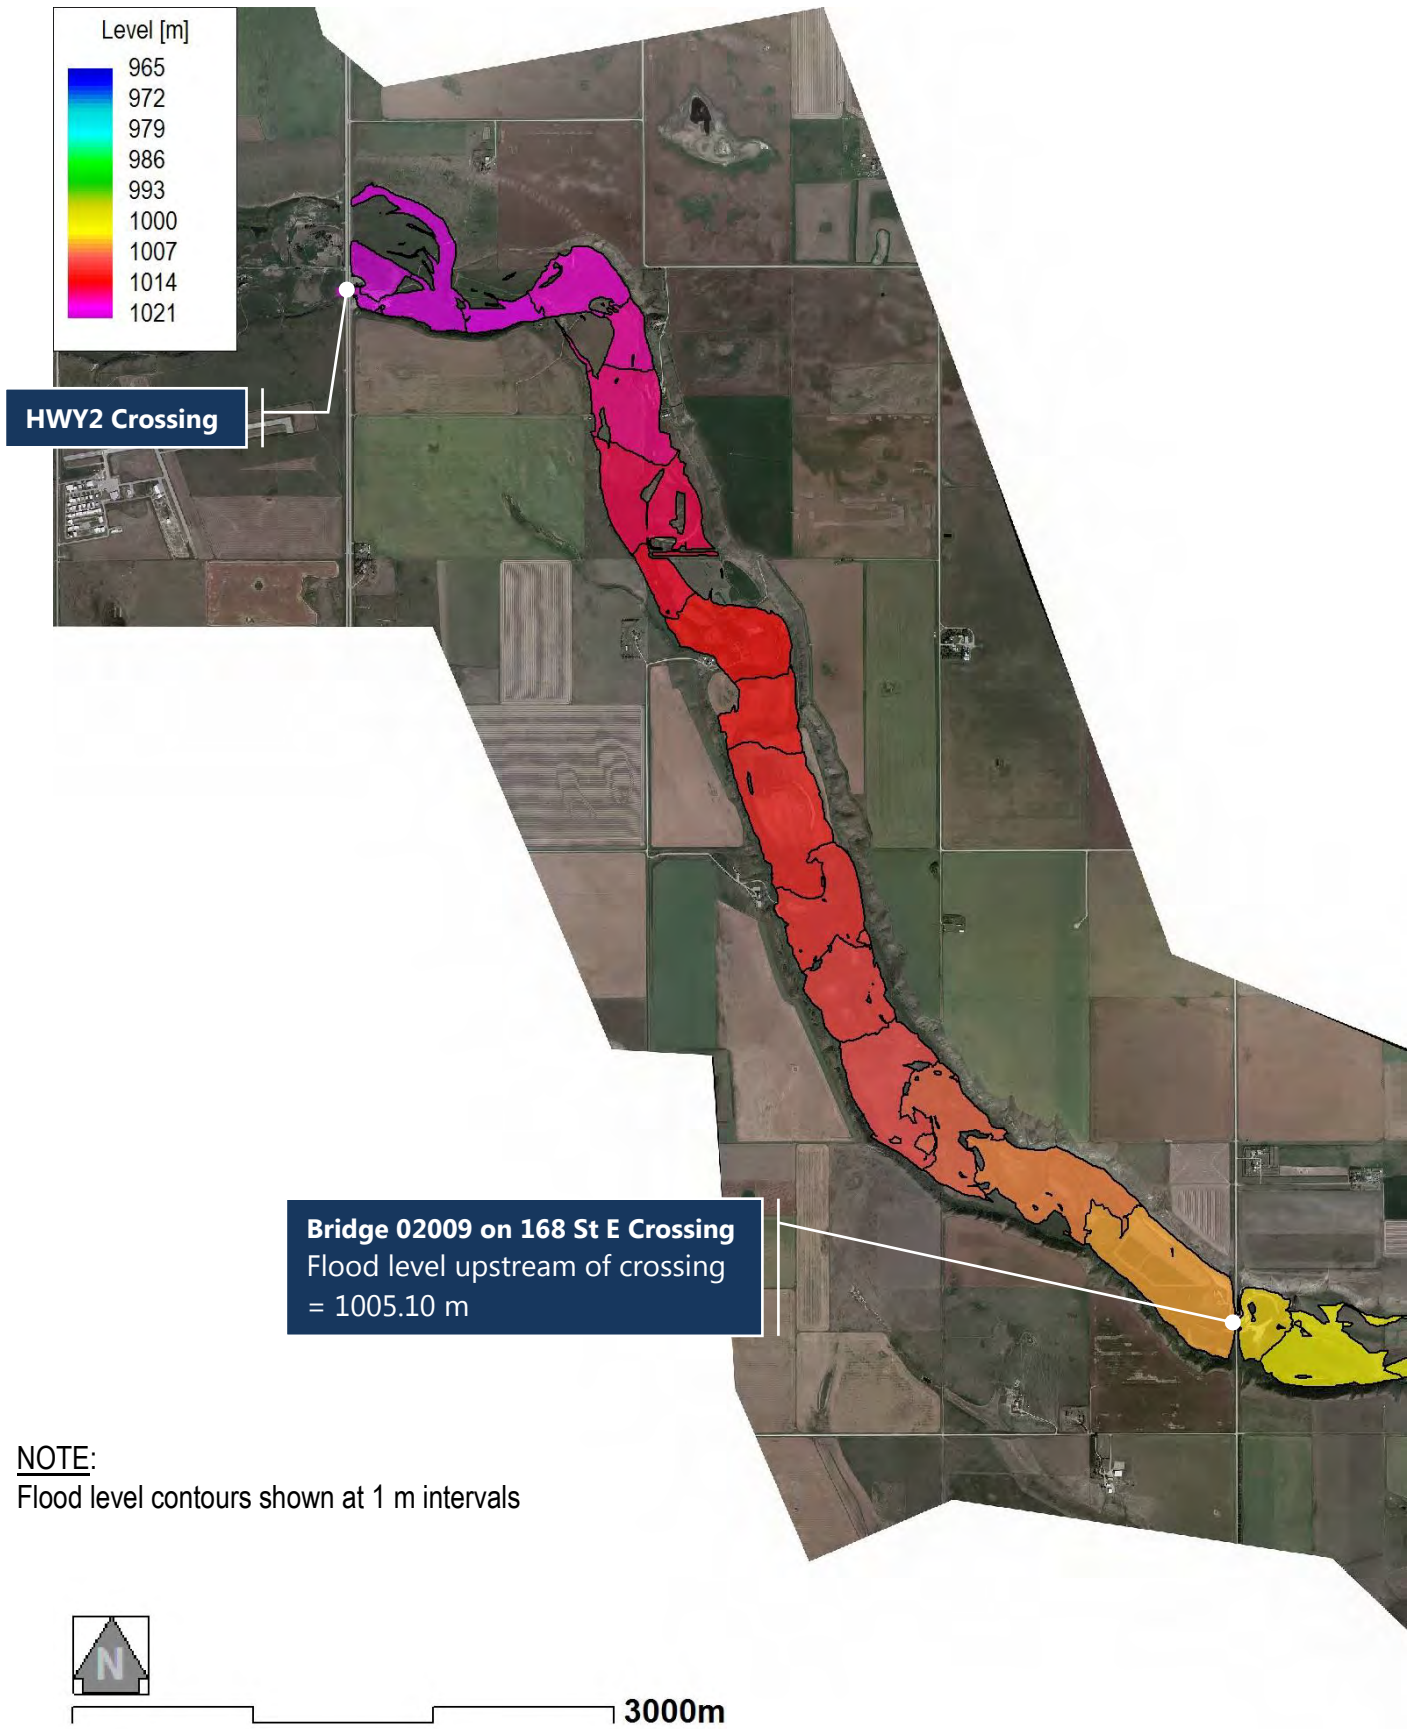 Level [m]
965
972
979
986
993
1000
1007
1014
1021
HWY2 Crossing
Bridge 02009 on 168 St E Crossing
Flood level upstream of crossing
= 1005.10 m
NOTE:
Flood level contours shown at 1 m intervals
N
3000m